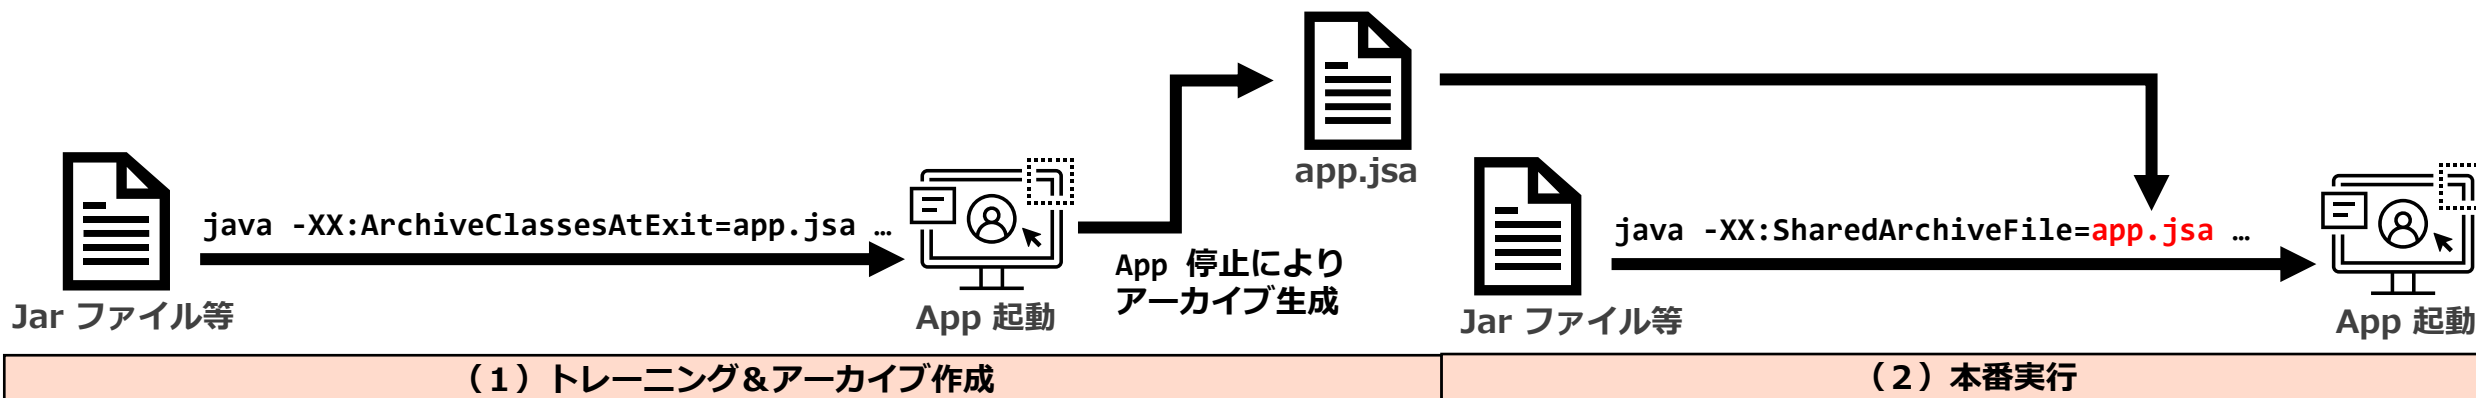 app.jsa
java -XX:ArchiveClassesAtExit=app.jsa …
App 停止により
アーカイブ生成
Jar ファイル等
App 起動
java -XX:SharedArchiveFile=app.jsa …
Jar ファイル等
App 起動
（１）トレーニング＆アーカイブ作成
（２）本番実行